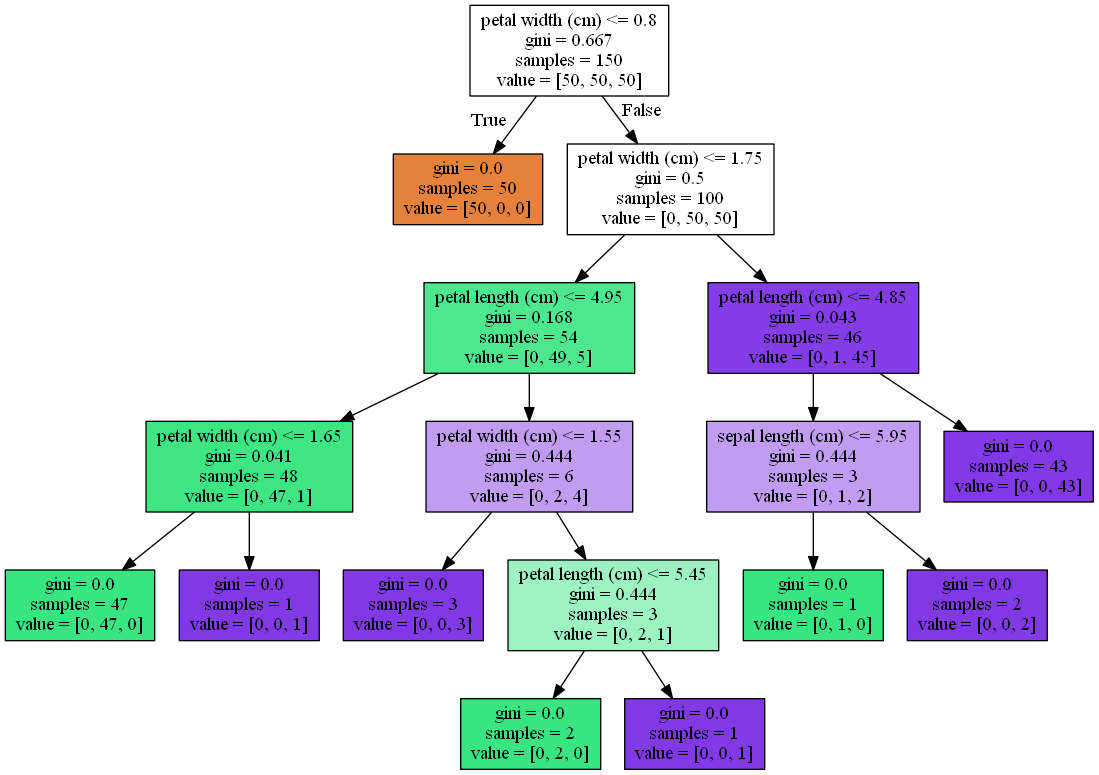 petal width (cm) <= 0.8
gini = 0.667
samples = 150
value = [50, 50, 50]
True
False
gini = 0.0
samples = 50
value = [50, 0, 0]
petal width (cm) <= 1.75
gini = 0.5
samples = 100
value = [0, 50, 50]
petal length (cm) <= 4.95
gini = 0.168
samples = 54
value = [0, 49, 5]
petal length (cm) <= 4.85
gini = 0.043
samples = 46
value = [0, 1, 45]
petal width (cm) <= 1.65
gini = 0.041
samples = 48
value = [0, 47, 1]
petal width (cm) <= 1.55
gini = 0.444
samples = 6
value = [0, 2, 4]
sepal length (cm) <= 5.95
gini = 0.444
samples = 3
value = [0, 1, 2]
gini = 0.0
samples = 43
value = [0, 0, 43]
gini = 0.0
samples = 47
value = [0, 47, 0]
gini = 0.0
samples = 1
value = [0, 0, 1]
gini = 0.0
samples = 3
value = [0, 0, 3]
petal length (cm) <= 5.45
gini = 0.444
samples = 3
value = [0, 2, 1]
gini = 0.0
samples = 1
value = [0, 1, 0]
gini = 0.0
samples = 2
value = [0, 0, 2]
gini = 0.0
samples = 2
value = [0, 2, 0]
gini = 0.0
samples = 1
value = [0, 0, 1]